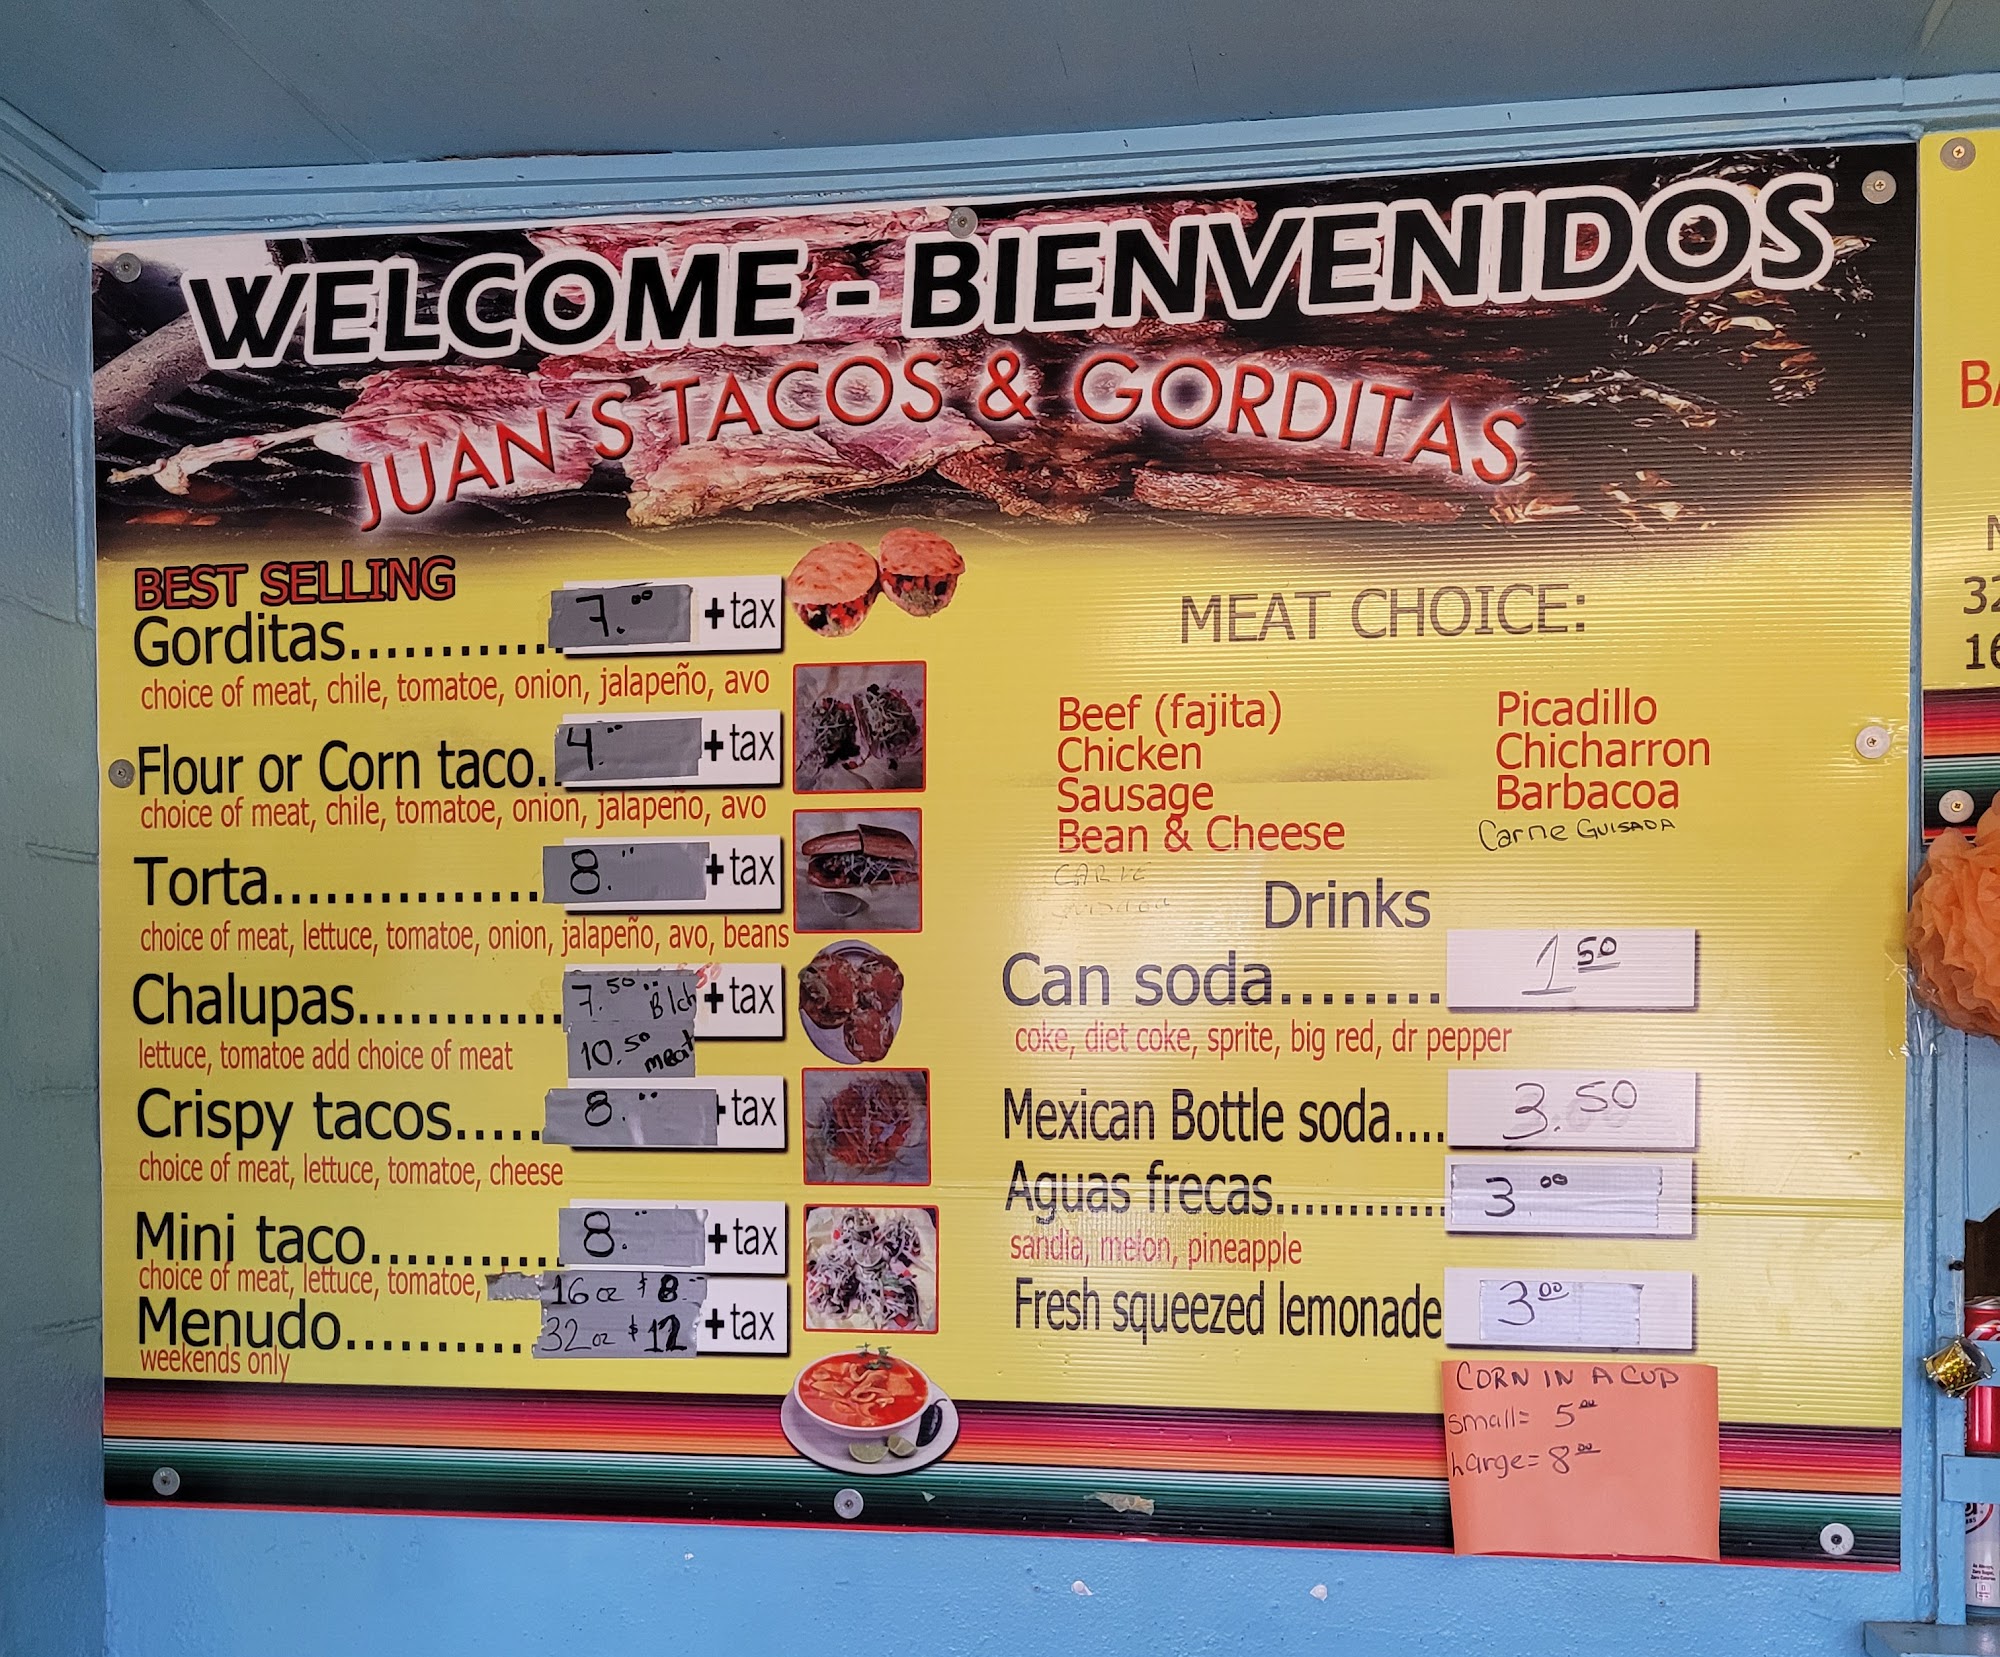 WELCOME - BIENVENIDOS
JUAN´S TACOS & GORDITAS
BEST SELLING
Gorditas............ 7.00 +tax
choice of meat, chile, tomatoe, onion, jalapeño, avo
Flour or Corn taco.. 4.00 +tax
choice of meat, chile, tomatoe, onion, jalapeño, avo
Torta............... 8.00 +tax
choice of meat, lettuce, tomatoe, onion, jalapeño, avo, beans
Chalupas............ 7.50 B/ch +tax
10.50 meat
lettuce, tomatoe add choice of meat
Crispy tacos..... 8.00 +tax
choice of meat, lettuce, tomatoe, cheese
Mini taco.......... 8.00 +tax
choice of meat, lettuce, tomatoe,
16 oz $8.00
Menudo.......... 32 oz $12 +tax
weekends only
MEAT CHOICE:
Beef (fajita)
Chicken
Sausage
Bean & Cheese
Picadillo
Chicharron
Barbacoa
Carne GUISADA
Drinks
Can soda........ 1 50
coke, diet coke, sprite, big red, dr pepper
Mexican Bottle soda.... 3.50
Aguas frecas............ 3.00
sandia, melon, pineapple
Fresh squeezed lemonade 3 00
CORN IN A CUP
small= 5 00
Large= 8 00
32
16